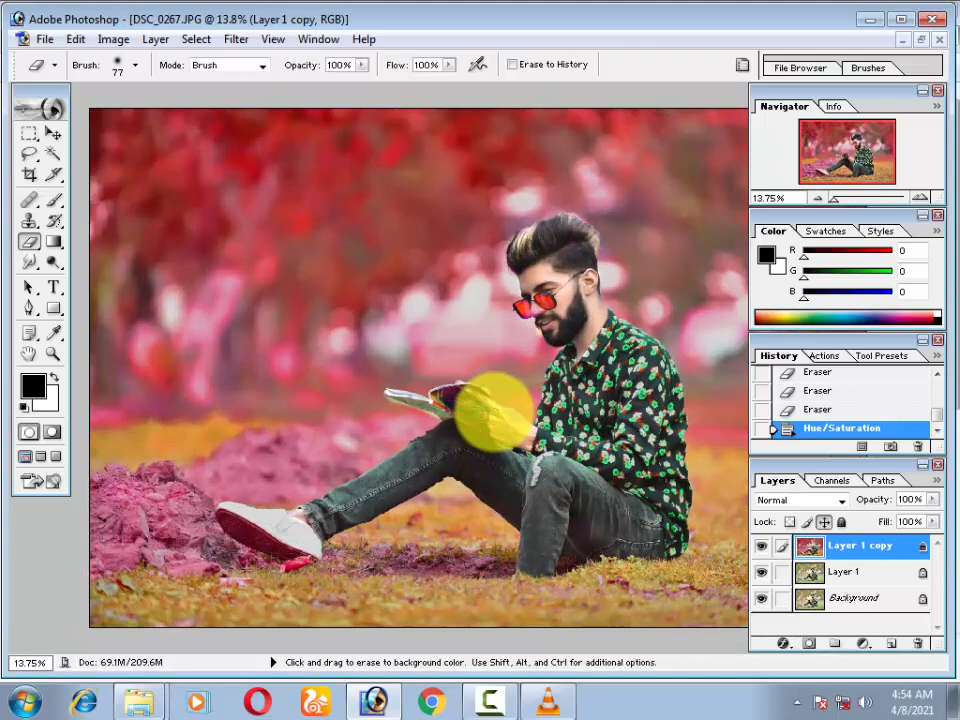 Adobe Photoshop - [DSC_0267.JPG @ 13.8% (Layer 1 copy, RGB)]
File Edit Image Layer Select Filter View Window Help
Brush: 77 Mode: Brush Opacity: 100% Flow: 100% Erase to History File Browser Brushes
Navigator Info
13.75%
Color Swatches Styles
R 0
G 0
B 0
History Actions Tool Presets
Eraser
Eraser
Eraser
Hue/Saturation
Layers Channels Paths
Normal Opacity: 100%
Lock: Fill: 100%
Layer 1 copy
Layer 1
Background
13.75% Doc: 69.1M/209.6M Click and drag to erase to background color. Use Shift, Alt, and Ctrl for additional options.
4:54 AM
4/8/2021